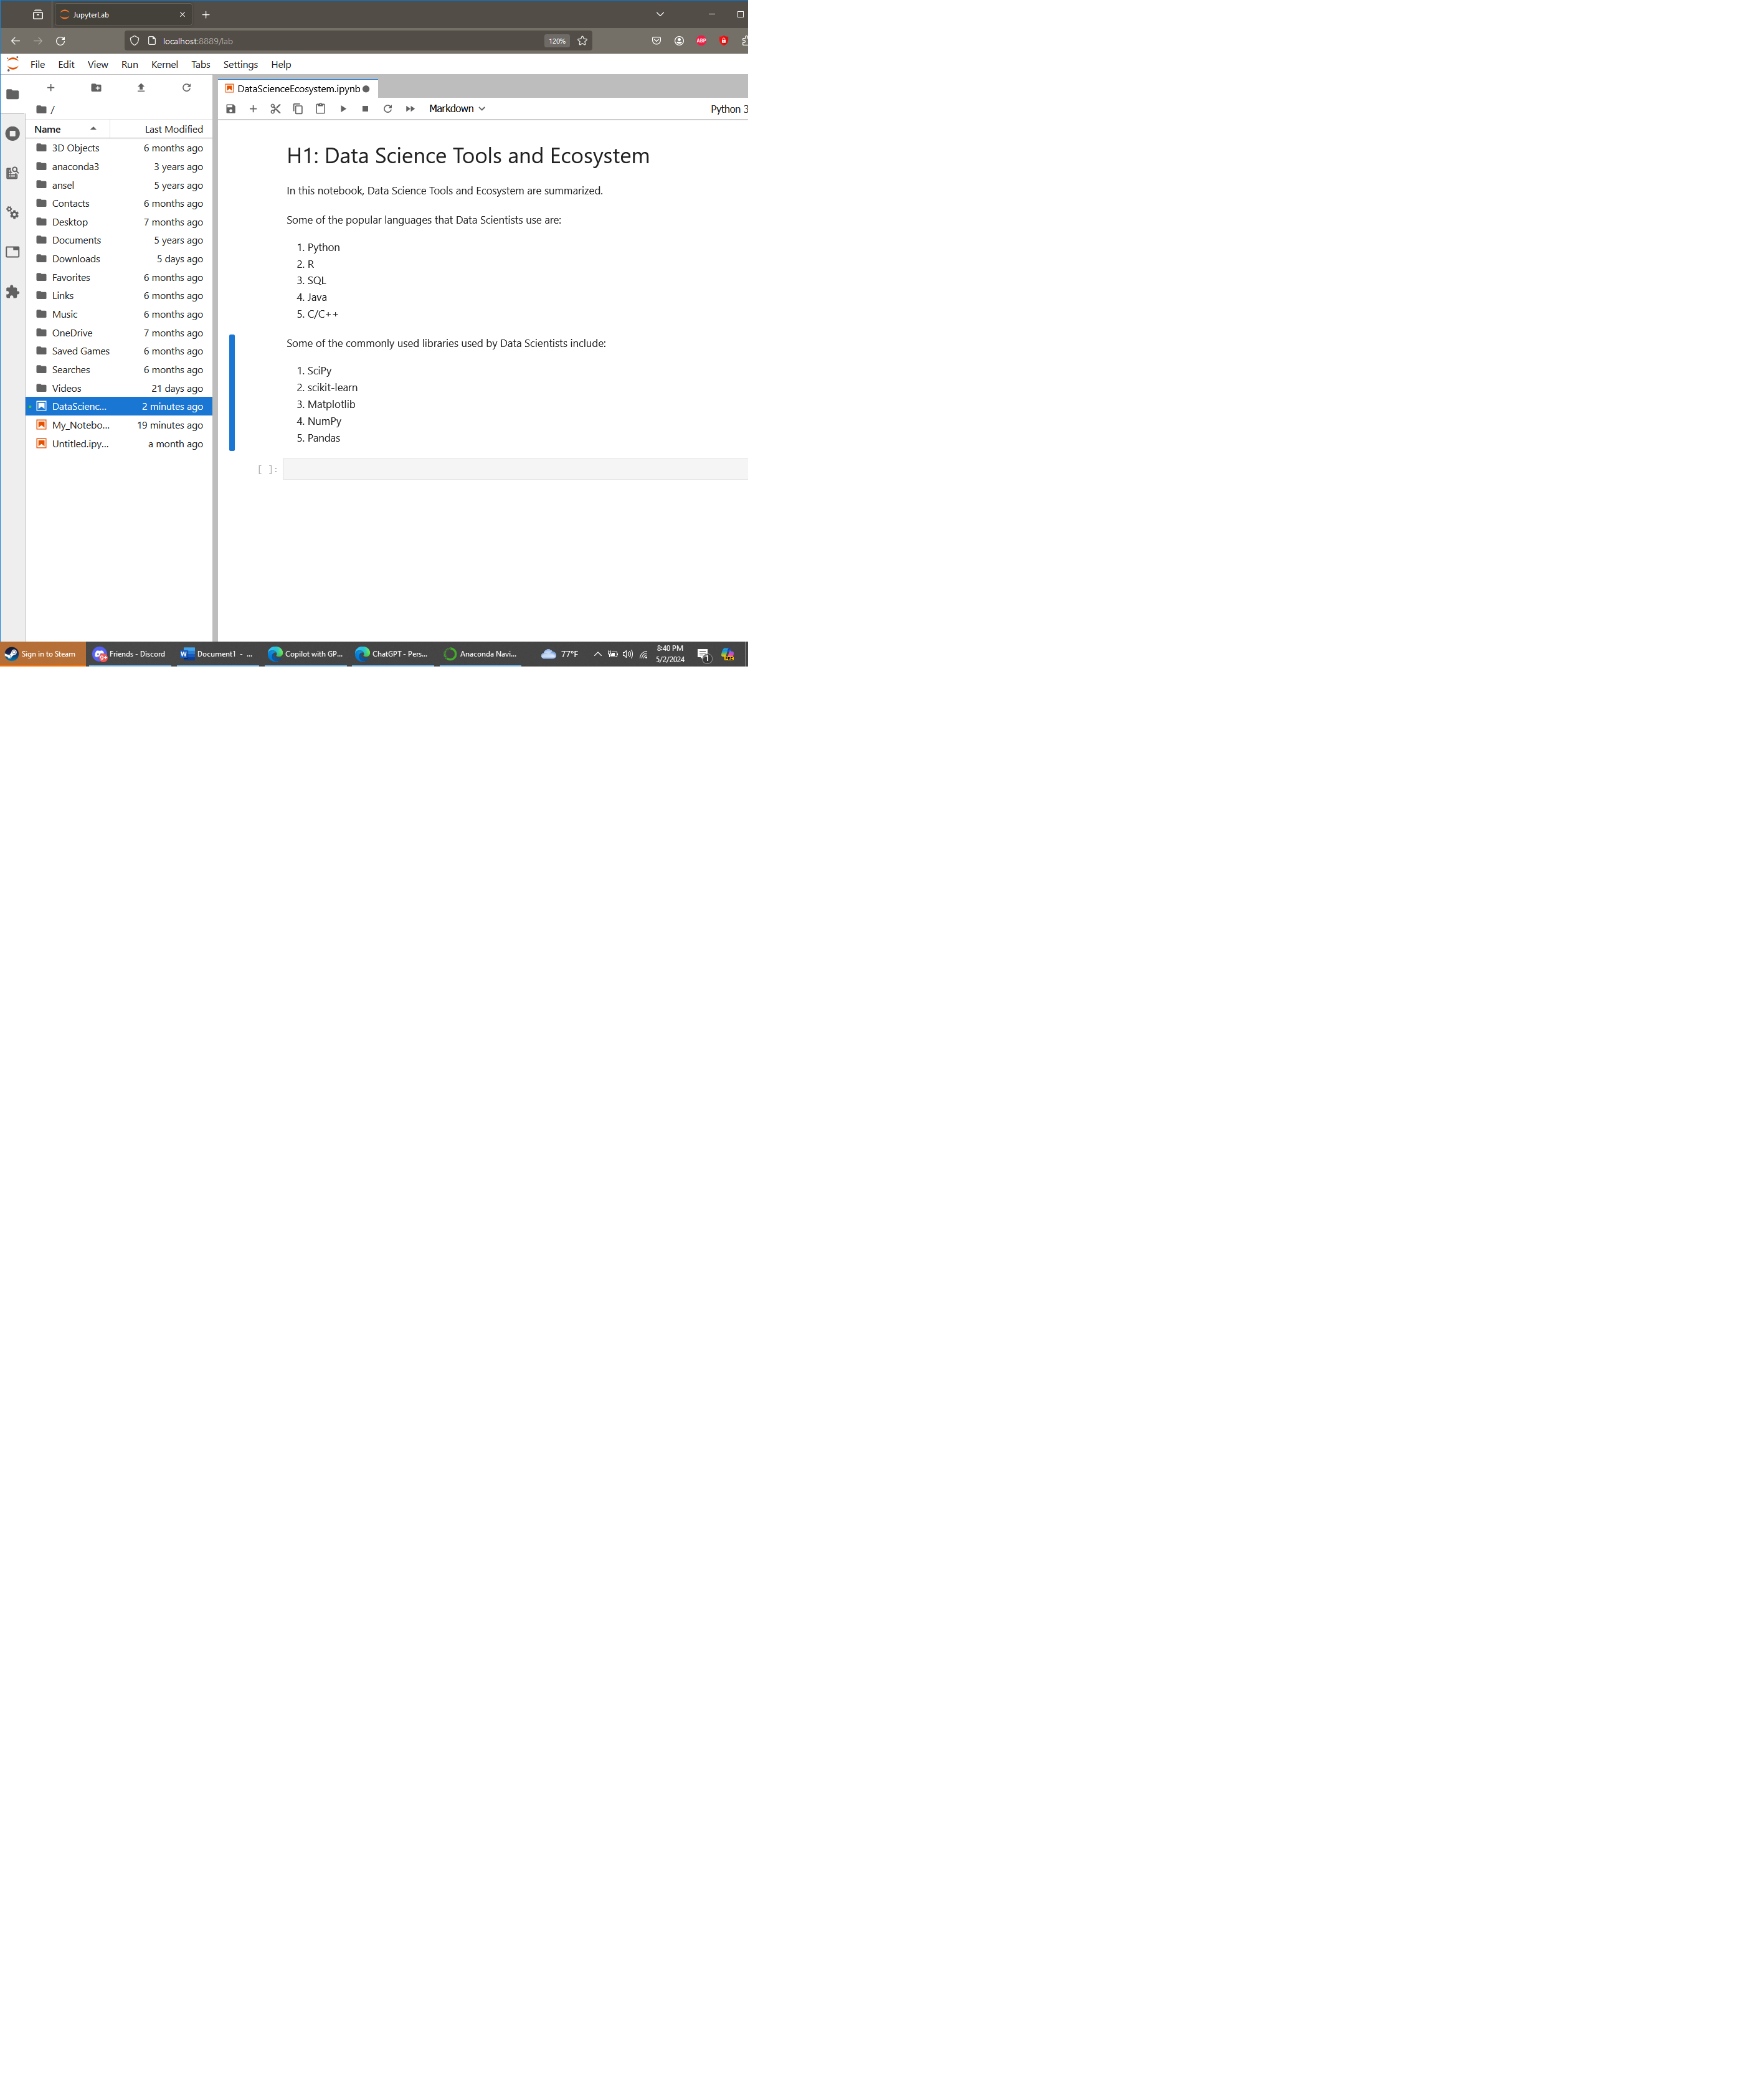 JupyterLab
localhost:8889/lab 120% ABP
File Edit View Run Kernel Tabs Settings Help
DataScienceEcosystem.ipynb
/ Markdown Python 3
Name Last Modified
3D Objects 6 months ago
anaconda3 3 years ago
ansel 5 years ago
Contacts 6 months ago
Desktop 7 months ago
Documents 5 years ago
Downloads 5 days ago
Favorites 6 months ago
Links 6 months ago
Music 6 months ago
OneDrive 7 months ago
Saved Games 6 months ago
Searches 6 months ago
Videos 21 days ago
DataScienc... 2 minutes ago
My_Notebo... 19 minutes ago
Untitled.ipy... a month ago
H1: Data Science Tools and Ecosystem
In this notebook, Data Science Tools and Ecosystem are summarized.
Some of the popular languages that Data Scientists use are:
1. Python
2. R
3. SQL
4. Java
5. C/C++
Some of the commonly used libraries used by Data Scientists include:
1. SciPy
2. scikit-learn
3. Matplotlib
4. NumPy
5. Pandas
[ ]:
Sign in to Steam Friends - Discord Document1 - ... Copilot with GP... ChatGPT - Pers... Anaconda Navi... 77°F 8:40 PM
5/2/2024 1